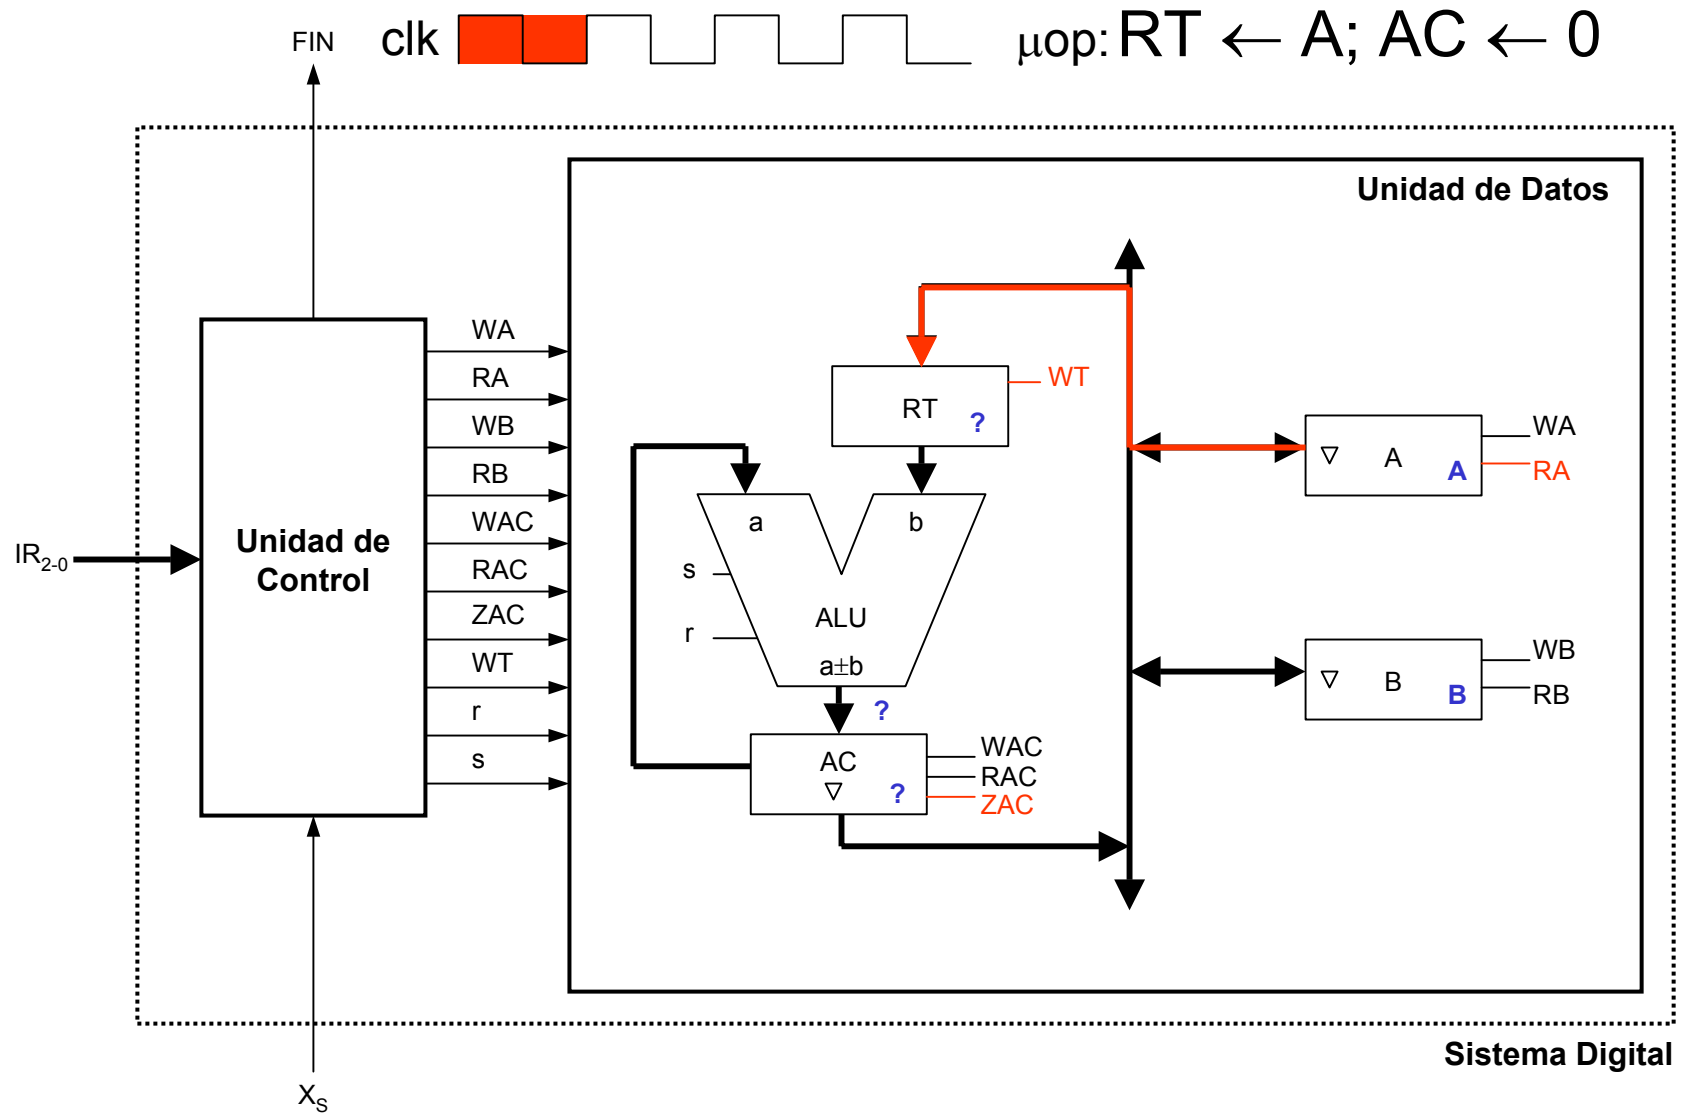 FIN
clk
μop: RT ← A; AC ← 0
Unidad de Datos
WA
RA
WB
RB
WAC
RAC
ZAC
WT
r
s
IR2-0
Unidad de
Control
XS
RT
?
WT
a
b
s
r
ALU
a±b
?
AC
?
WAC
RAC
ZAC
A
A
WA
RA
B
B
WB
RB
Sistema Digital